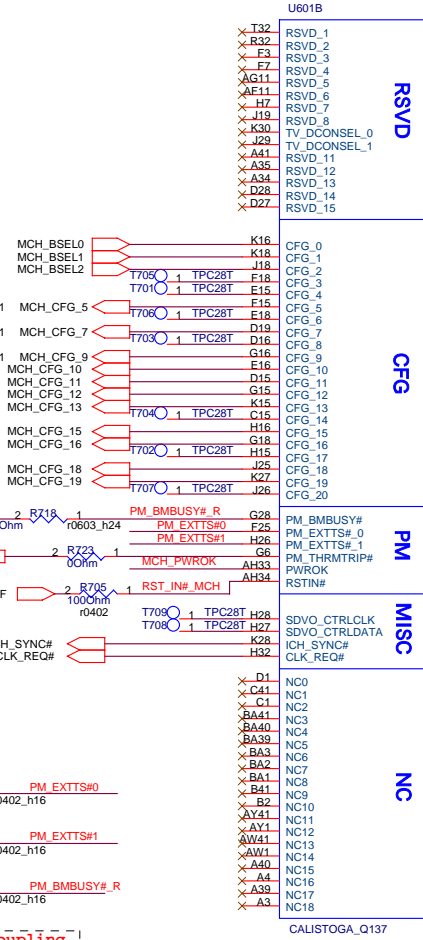 U601B
T32 RSVD_1
R32 RSVD_2
F3 RSVD_3
F7 RSVD_4
AG11 RSVD_5
AF11 RSVD_6
H7 RSVD_7
J19 RSVD_8
K30 TV_DCONSEL_0
J29 TV_DCONSEL_1
A41 RSVD_11
A35 RSVD_12
A34 RSVD_13
D28 RSVD_14
D27 RSVD_15
RSVD
MCH_BSEL0 K16 CFG_0
MCH_BSEL1 K18 CFG_1
MCH_BSEL2 J18 CFG_2
T705 1 TPC28T F18 CFG_3
T701 1 TPC28T E15 CFG_4
1 MCH_CFG_5 F15 CFG_5
T706 1 TPC28T E18 CFG_6
1 MCH_CFG_7 D19 CFG_7
T703 1 TPC28T D16 CFG_8
1 MCH_CFG_9 G16 CFG_9
MCH_CFG_10 E16 CFG_10
MCH_CFG_11 D15 CFG_11
MCH_CFG_12 G15 CFG_12
MCH_CFG_13 K15 CFG_13
T704 1 TPC28T C15 CFG_14
MCH_CFG_15 H16 CFG_15
MCH_CFG_16 G18 CFG_16
T702 1 TPC28T H15 CFG_17
MCH_CFG_18 J25 CFG_18
MCH_CFG_19 K27 CFG_19
T707 1 TPC28T J26 CFG_20
CFG
2 R718 1 PM_BMBUSY#_R G28 PM_BMBUSY#
Ohm r0603_h24 PM_EXTTS#0 F25 PM_EXTTS#_0
PM_EXTTS#1 H26 PM_EXTTS#_1
2 R723 1 G6 PM_THRMTRIP#
0Ohm MCH_PWROK AH33 PWROK
F 2 R705 1 RST_IN#_MCH AH34 RSTIN#
100Ohm
r0402
PM
T709 1 TPC28T H28 SDVO_CTRLCLK
T708 1 TPC28T H27 SDVO_CTRLDATA
H_SYNC# K28 ICH_SYNC#
CLK_REQ# H32 CLK_REQ#
MISC
D1 NC0
C41 NC1
C1 NC2
BA41 NC3
BA40 NC4
BA39 NC5
BA3 NC6
BA2 NC7
BA1 NC8
B41 NC9
B2 NC10
AY41 NC11
AY1 NC12
AW41 NC13
AW1 NC14
A40 NC15
A4 NC16
A39 NC17
A3 NC18
NC
PM_EXTTS#0
0402_h16
PM_EXTTS#1
0402_h16
PM_BMBUSY#_R
0402_h16
CALISTOGA_Q137
oupling